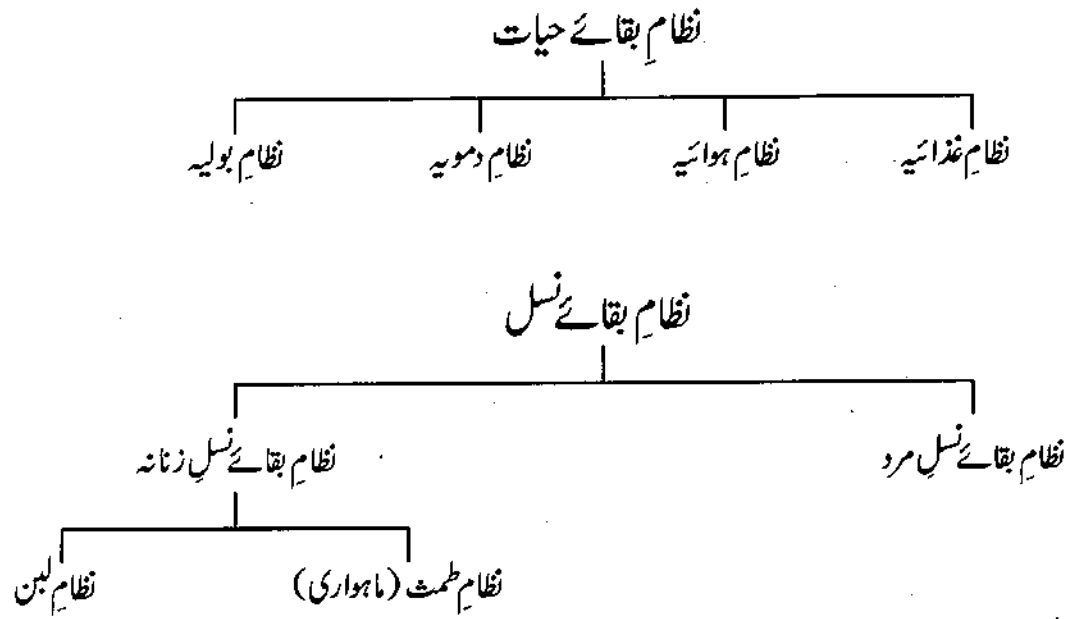 نظامِ بقائے حیات
نظامِ غذائیہ نظامِ ہوائیہ نظامِ دمویہ نظامِ بولیہ
نظامِ بقائے نسل
نظامِ بقائے نسلِ مرد نظامِ بقائے نسلِ زنانہ
نظامِ طمث (ماہواری) نظامِ لبن